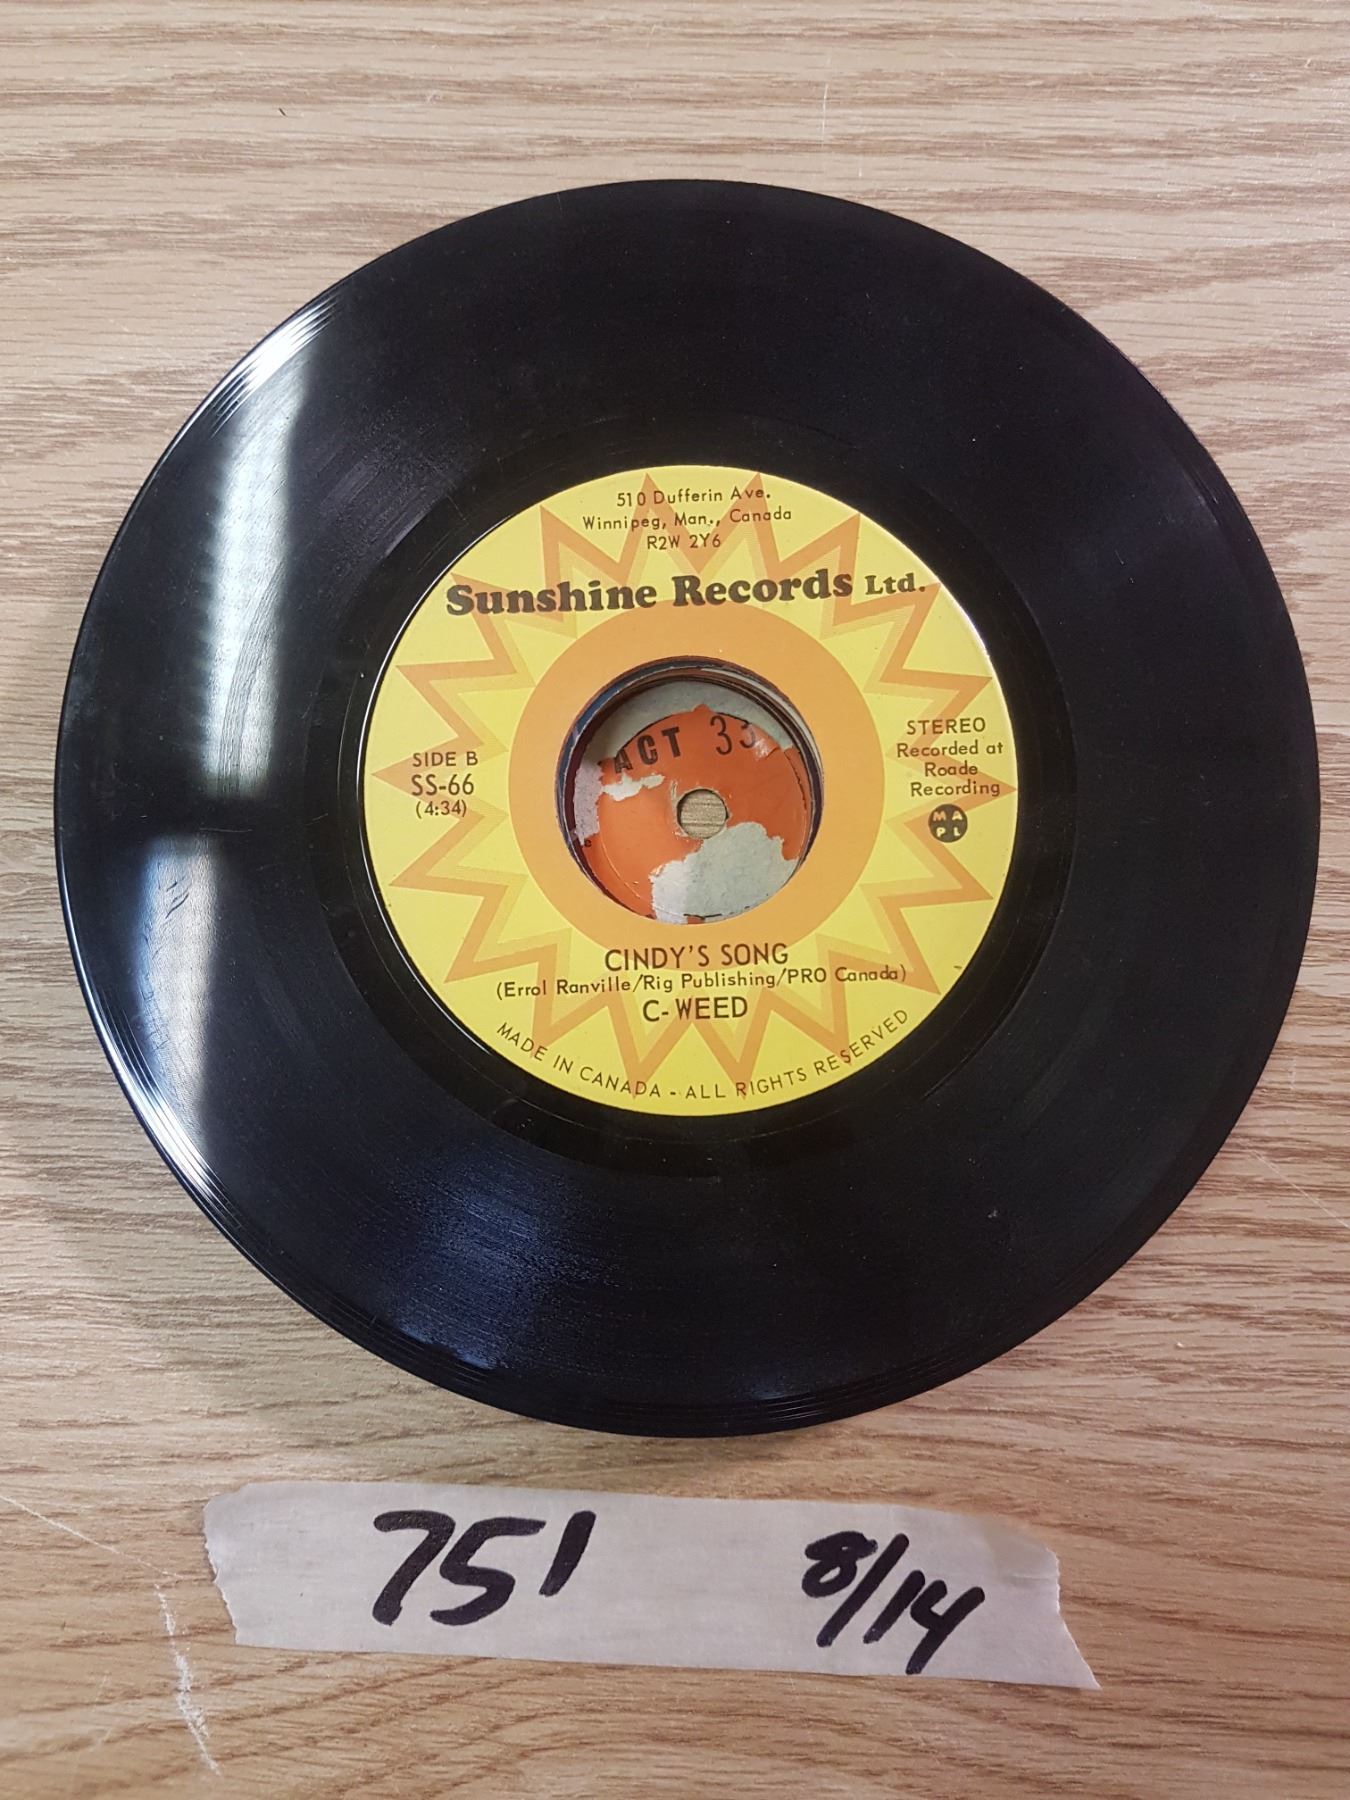 510 Dufferin Ave.
Winnipeg, Man., Canada
R2W 2Y6
Sunshine Records Ltd.
SIDE B
SS-66
(4:34)
STEREO
Recorded at
Roade
Recording
M A
P L
ACT 33
CINDY'S SONG
(Errol Ranville/Rig Publishing/PRO Canada)
C-WEED
MADE IN CANADA - ALL RIGHTS RESERVED
751 8/14